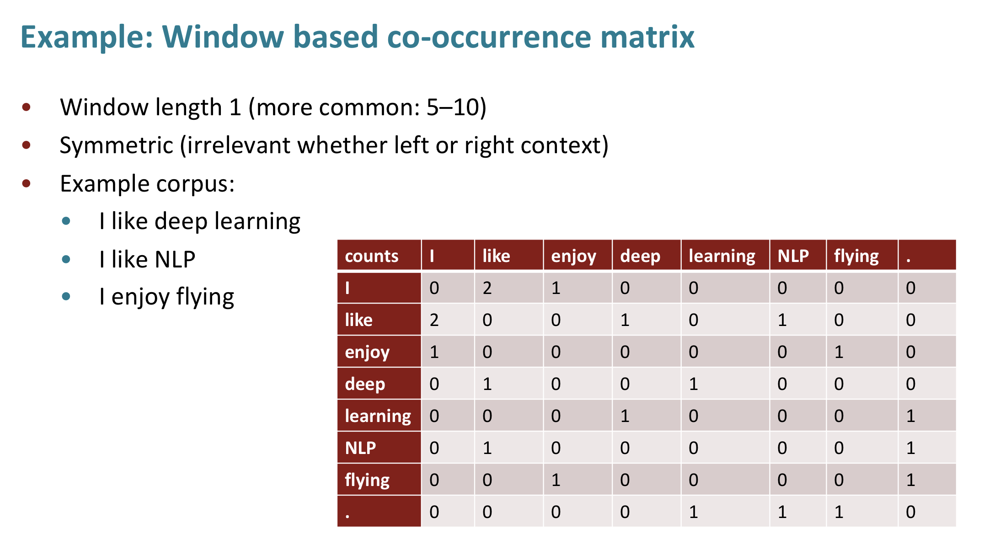 Example: Window based co-occurrence matrix
• Window length 1 (more common: 5–10)
• Symmetric (irrelevant whether left or right context)
• Example corpus:
• I like deep learning
• I like NLP
• I enjoy flying
counts I like enjoy deep learning NLP flying .
I 0 2 1 0 0 0 0 0
like 2 0 0 1 0 1 0 0
enjoy 1 0 0 0 0 0 1 0
deep 0 1 0 0 1 0 0 0
learning 0 0 0 1 0 0 0 1
NLP 0 1 0 0 0 0 0 1
flying 0 0 1 0 0 0 0 1
. 0 0 0 0 1 1 1 0